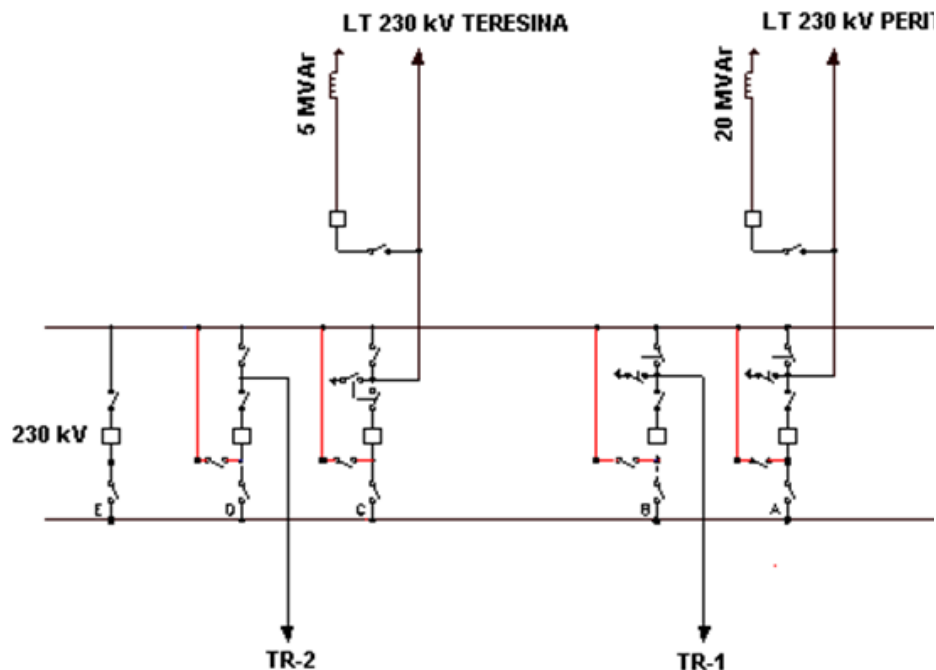 LT 230 kV TERESINA
LT 230 kV PERIT
5 MVAr
20 MVAr
230 kV
E
D
C
B
A
TR-2
TR-1